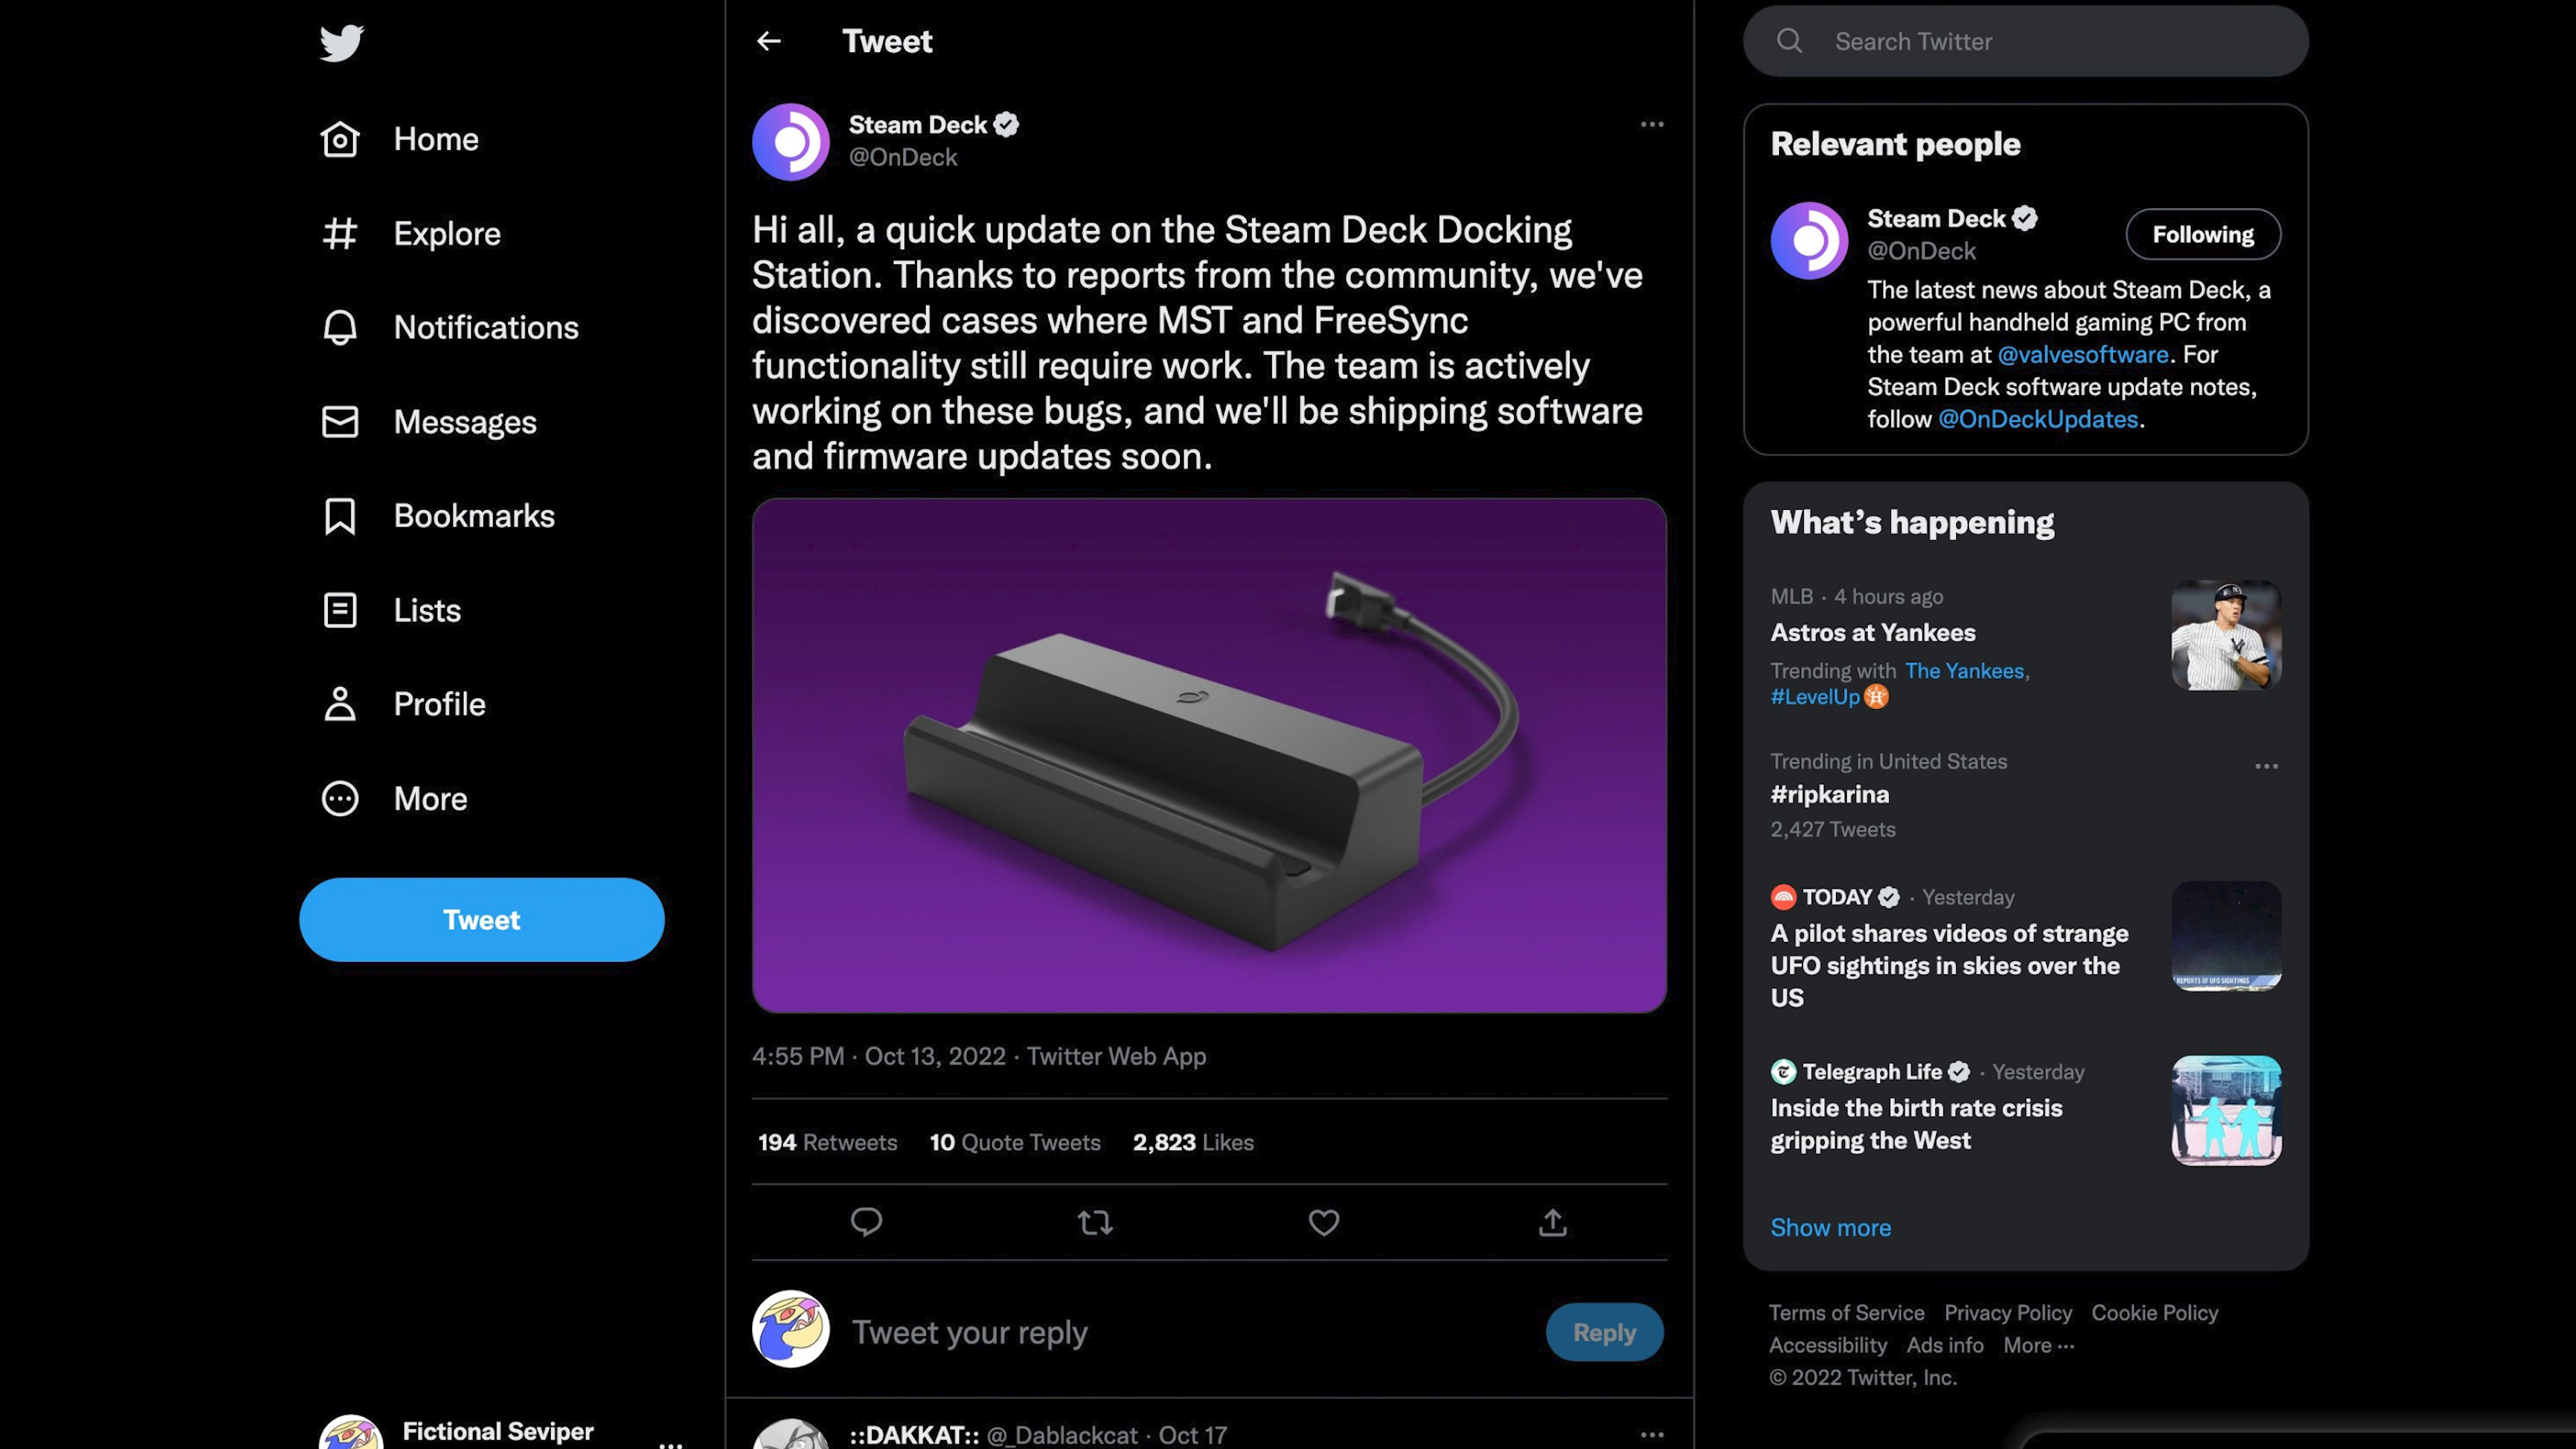 Home
Explore
Notifications
Messages
Bookmarks
Lists
Profile
More
Tweet
Fictional Seviper
Tweet
Steam Deck
@OnDeck
Hi all, a quick update on the Steam Deck Docking
Station. Thanks to reports from the community, we've
discovered cases where MST and FreeSync
functionality still require work. The team is actively
working on these bugs, and we'll be shipping software
and firmware updates soon.
4:55 PM · Oct 13, 2022 · Twitter Web App
194 Retweets 10 Quote Tweets 2,823 Likes
Tweet your reply
Reply
::DAKKAT:: @_Dablackcat · Oct 17
Search Twitter
Relevant people
Steam Deck
@OnDeck
Following
The latest news about Steam Deck, a
powerful handheld gaming PC from
the team at @valvesoftware. For
Steam Deck software update notes,
follow @OnDeckUpdates.
What's happening
MLB · 4 hours ago
Astros at Yankees
Trending with The Yankees,
#LevelUp
Trending in United States
#ripkarina
2,427 Tweets
TODAY · Yesterday
A pilot shares videos of strange
UFO sightings in skies over the
US
REPORTS OF UFO SIGHTINGS
Telegraph Life · Yesterday
Inside the birth rate crisis
gripping the West
Show more
Terms of Service Privacy Policy Cookie Policy
Accessibility Ads info More ···
© 2022 Twitter, Inc.